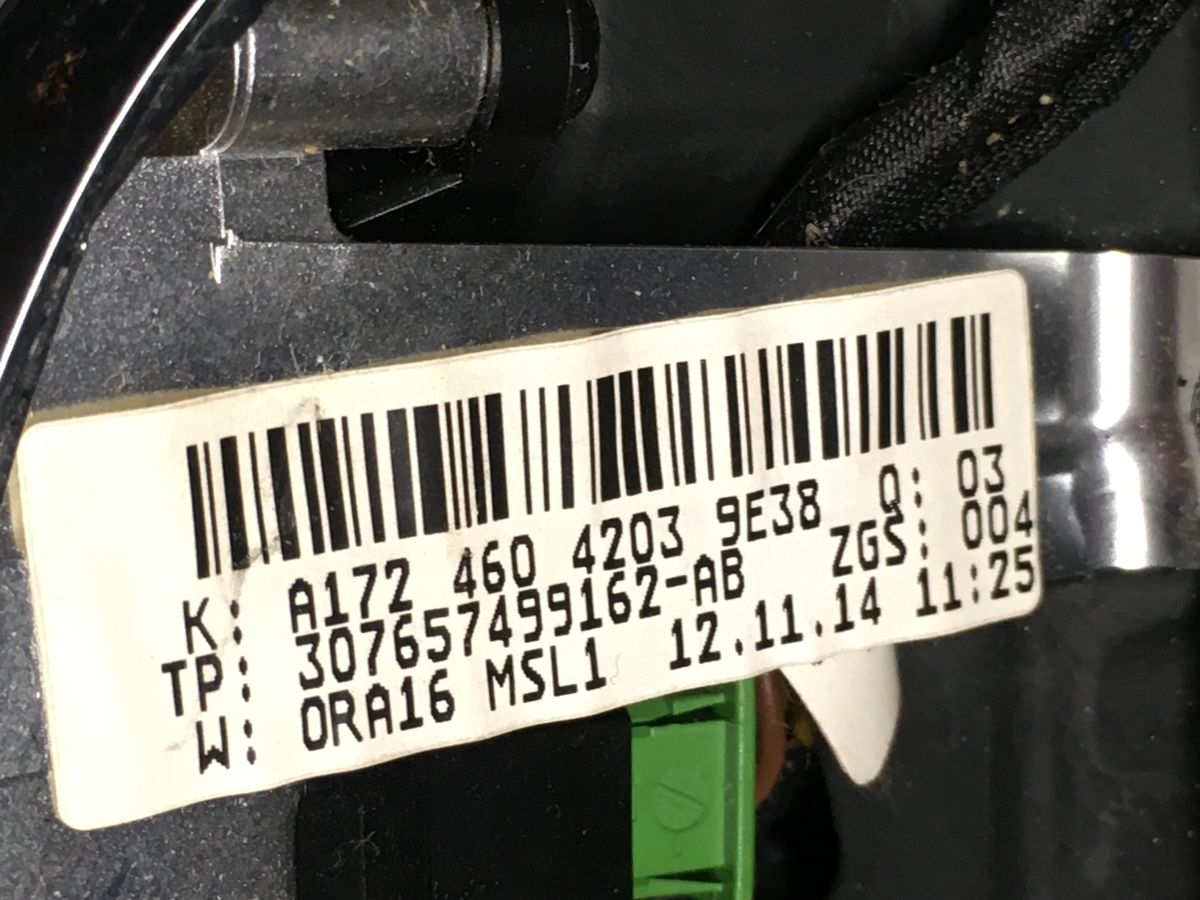 K: A172 460 4203 9E38 Q: 03
TP: 307657499162-AB ZGS: 004
W: ORA16 MSL1 12.11.14 11:25